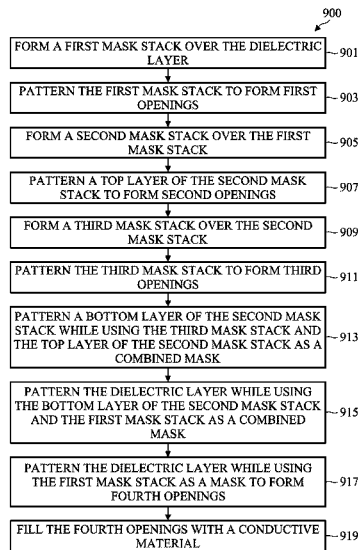 900
FORM A FIRST MASK STACK OVER THE DIELECTRIC
LAYER
901
PATTERN THE FIRST MASK STACK TO FORM FIRST
OPENINGS
903
FORM A SECOND MASK STACK OVER THE FIRST
MASK STACK
905
PATTERN A TOP LAYER OF THE SECOND MASK
STACK TO FORM SECOND OPENINGS
907
FORM A THIRD MASK STACK OVER THE SECOND
MASK STACK
909
PATTERN THE THIRD MASK STACK TO FORM THIRD
OPENINGS
911
PATTERN A BOTTOM LAYER OF THE SECOND MASK
STACK WHILE USING THE THIRD MASK STACK AND
THE TOP LAYER OF THE SECOND MASK STACK AS A
COMBINED MASK
913
PATTERN THE DIELECTRIC LAYER WHILE USING
THE BOTTOM LAYER OF THE SECOND MASK STACK
AND THE FIRST MASK STACK AS A COMBINED
MASK
915
PATTERN THE DIELECTRIC LAYER WHILE USING
THE FIRST MASK STACK AS A MASK TO FORM
FOURTH OPENINGS
917
FILL THE FOURTH OPENINGS WITH A CONDUCTIVE
MATERIAL
919